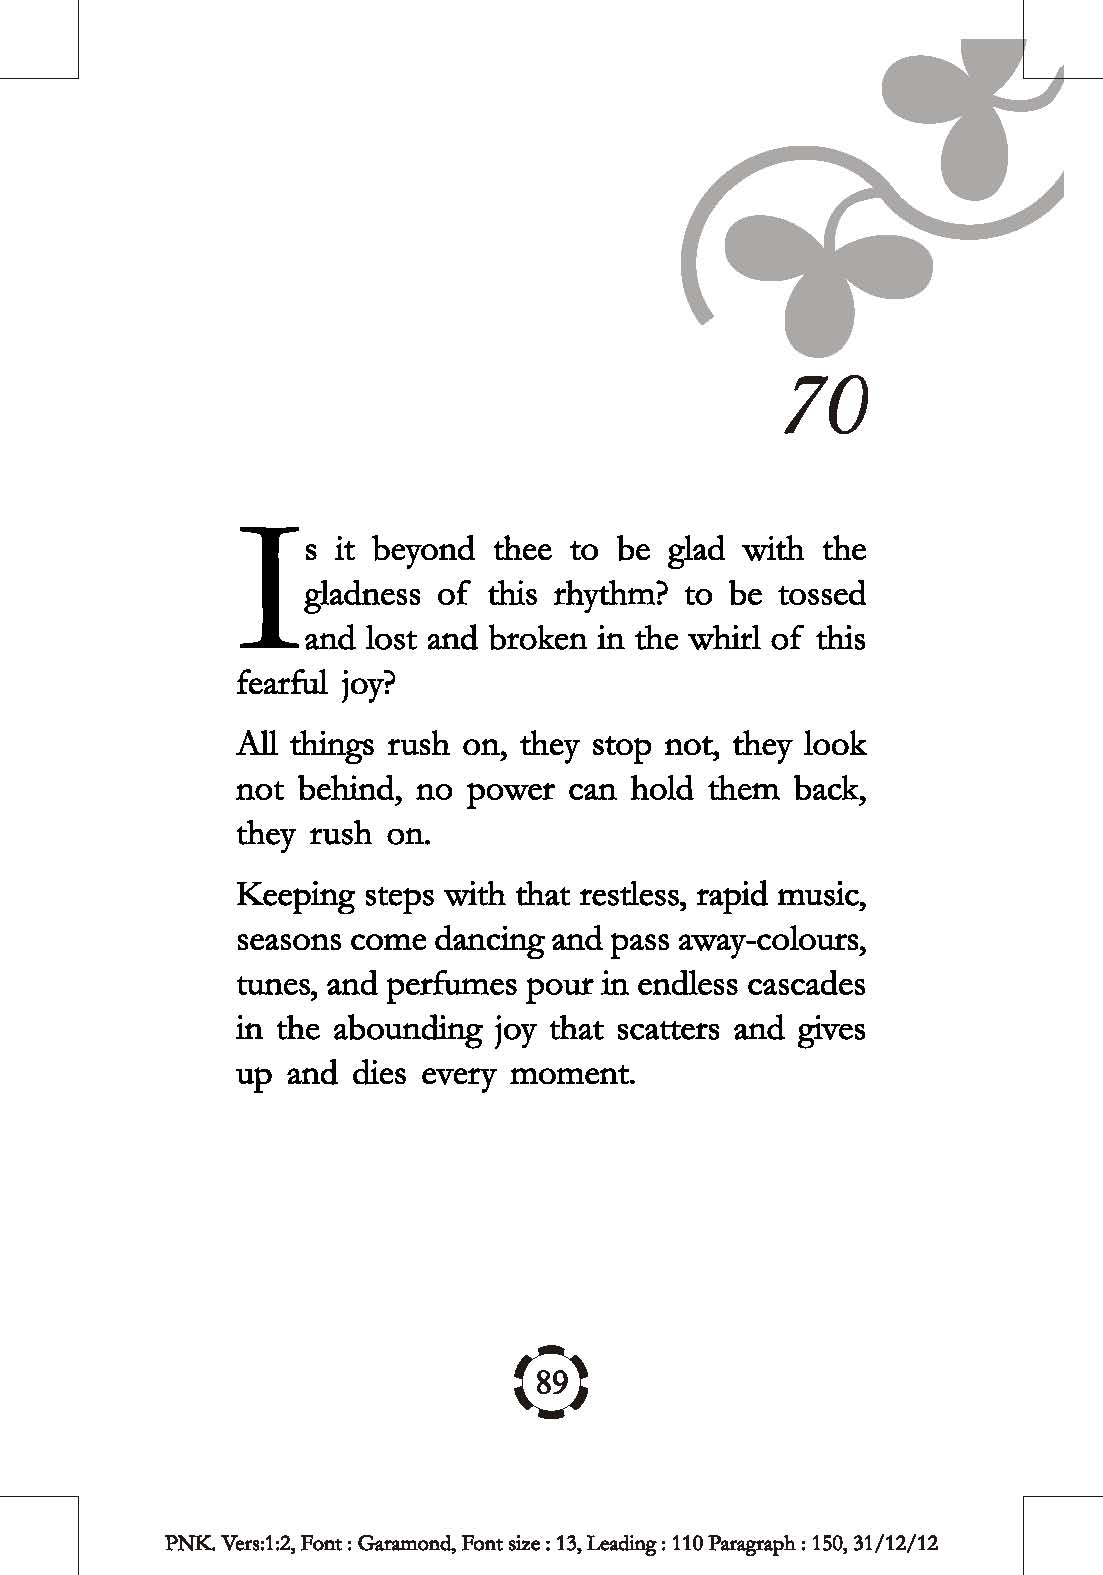 70
Is it beyond thee to be glad with the
gladness of this rhythm? to be tossed
and lost and broken in the whirl of this
fearful joy?
All things rush on, they stop not, they look
not behind, no power can hold them back,
they rush on.
Keeping steps with that restless, rapid music,
seasons come dancing and pass away-colours,
tunes, and perfumes pour in endless cascades
in the abounding joy that scatters and gives
up and dies every moment.
89
PNK. Vers:1:2, Font : Garamond, Font size : 13, Leading : 110 Paragraph : 150, 31/12/12